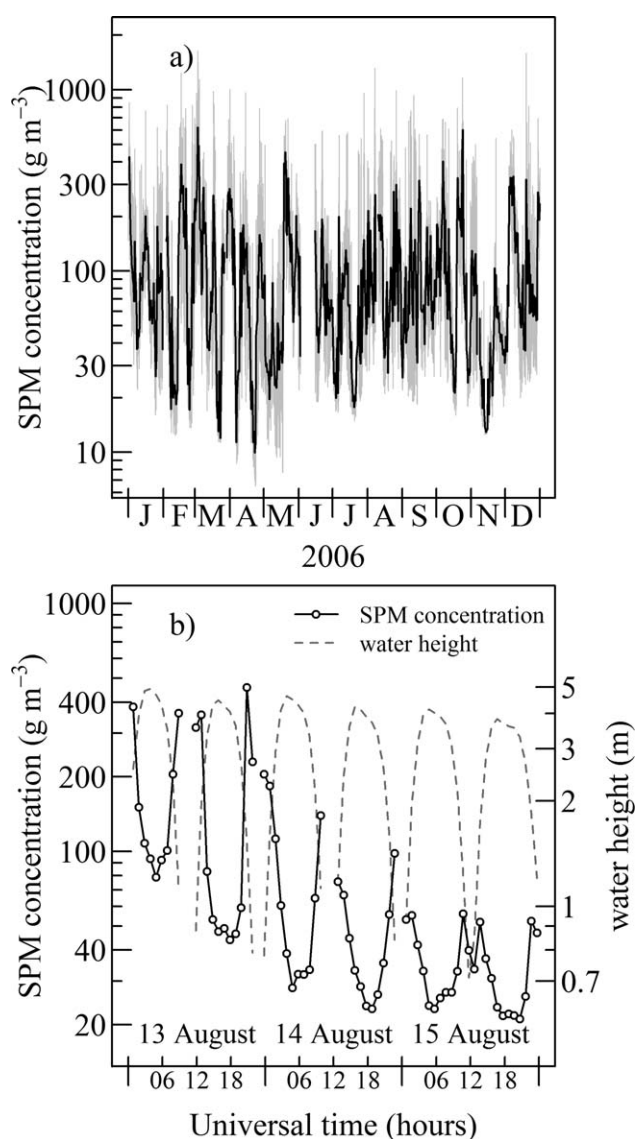 a)
SPM concentration (g m⁻³)
1000
300
100
30
10
J F M A M J J A S O N D
2006
b)
SPM concentration
water height
SPM concentration (g m⁻³)
1000
400
200
100
40
20
5
3
2
1
0.7
water height (m)
13 August 14 August 15 August
06 12 18 06 12 18 06 12 18
Universal time (hours)